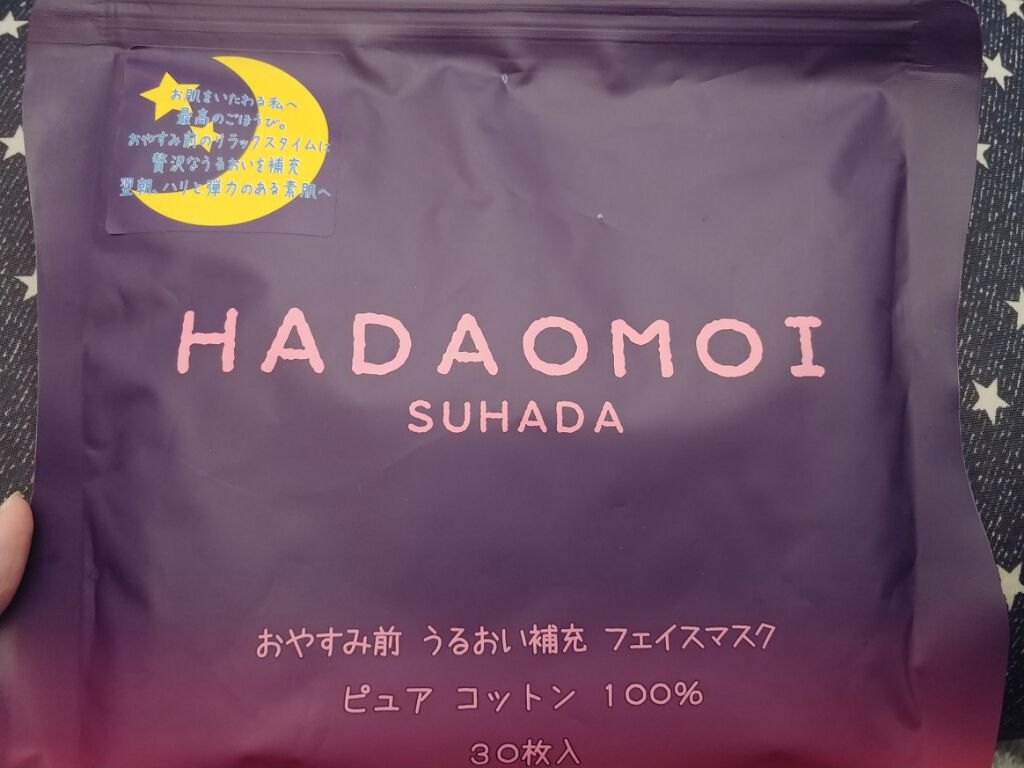 お肌をいたわる私へ
最高のごほうび。
おやすみ前のリラックスタイムに
贅沢なうるおいを補充
翌朝、ハリと弾力のある素肌へ
HADAOMOI
SUHADA
おやすみ前 うるおい補充 フェイスマスク
ピュア コットン 100%
30枚入